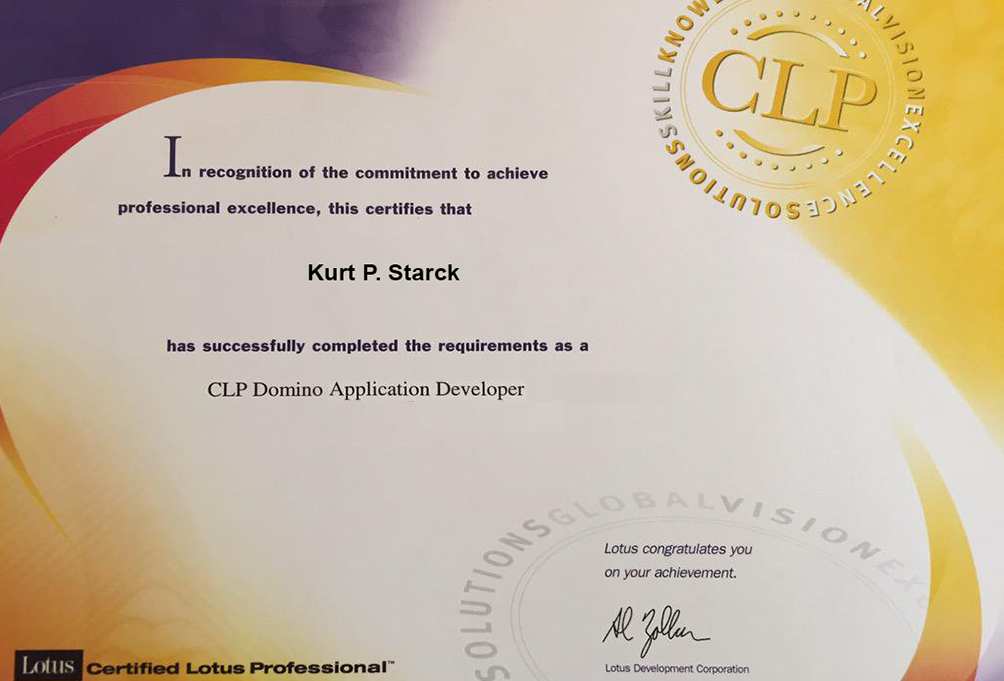 SKILLKNOW
ALVISIONEXCELLENCESOLUTIONS
CLP
In recognition of the commitment to achieve
professional excellence, this certifies that
Kurt P. Starck
has successfully completed the requirements as a
CLP Domino Application Developer
SOLUTIONSGLOBALVISIONEXC
Lotus congratulates you
on your achievement.
Al Zollar
Lotus Development Corporation
Lotus Certified Lotus Professional™